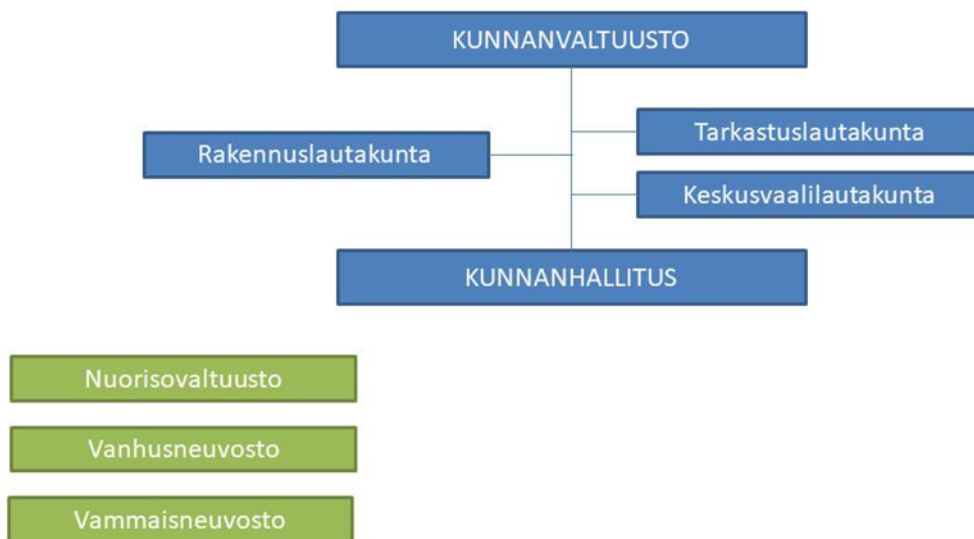 KUNNANVALTUUSTO
Tarkastuslautakunta
Rakennuslautakunta
Keskusvaalilautakunta
KUNNANHALLITUS
Nuorisovaltuusto
Vanhusneuvosto
Vammaisneuvosto